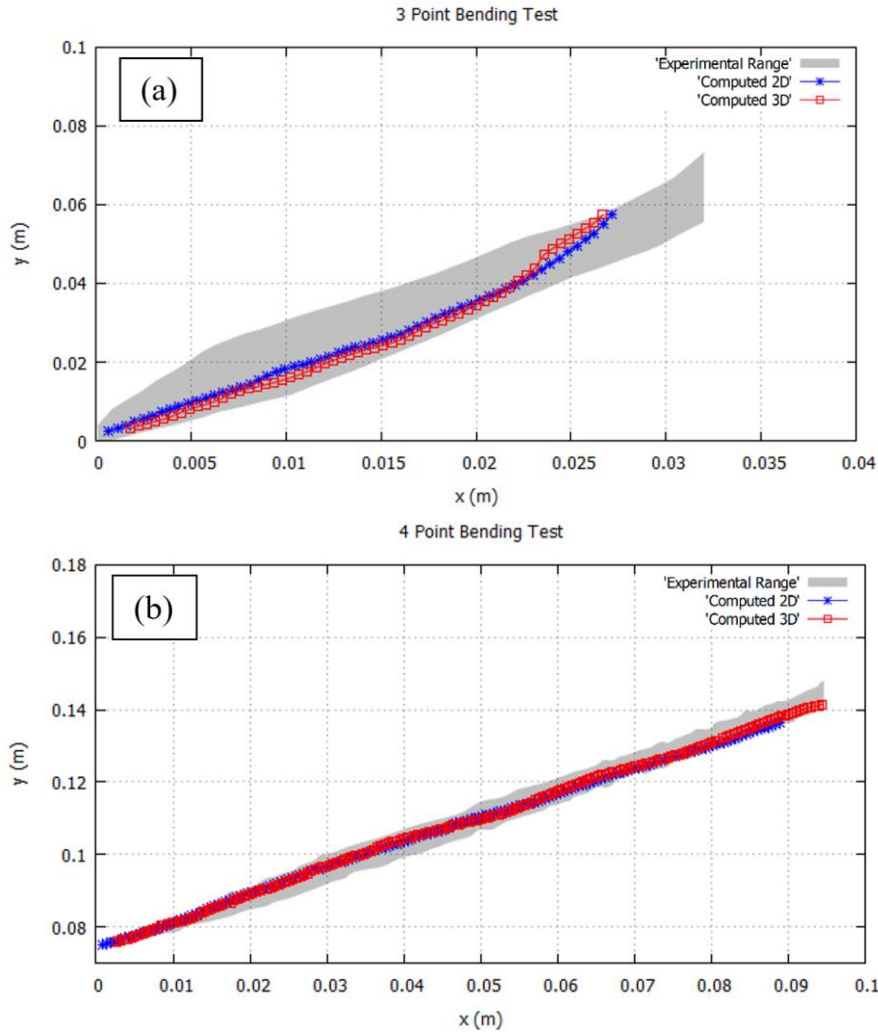 3 Point Bending Test
(a)
'Experimental Range'
'Computed 2D'
'Computed 3D'
0.1
0.08
0.06
0.04
0.02
0
y (m)
0 0.005 0.01 0.015 0.02 0.025 0.03 0.035 0.04
x (m)
4 Point Bending Test
(b)
'Experimental Range'
'Computed 2D'
'Computed 3D'
0.18
0.16
0.14
0.12
0.1
0.08
y (m)
0 0.01 0.02 0.03 0.04 0.05 0.06 0.07 0.08 0.09 0.1
x (m)